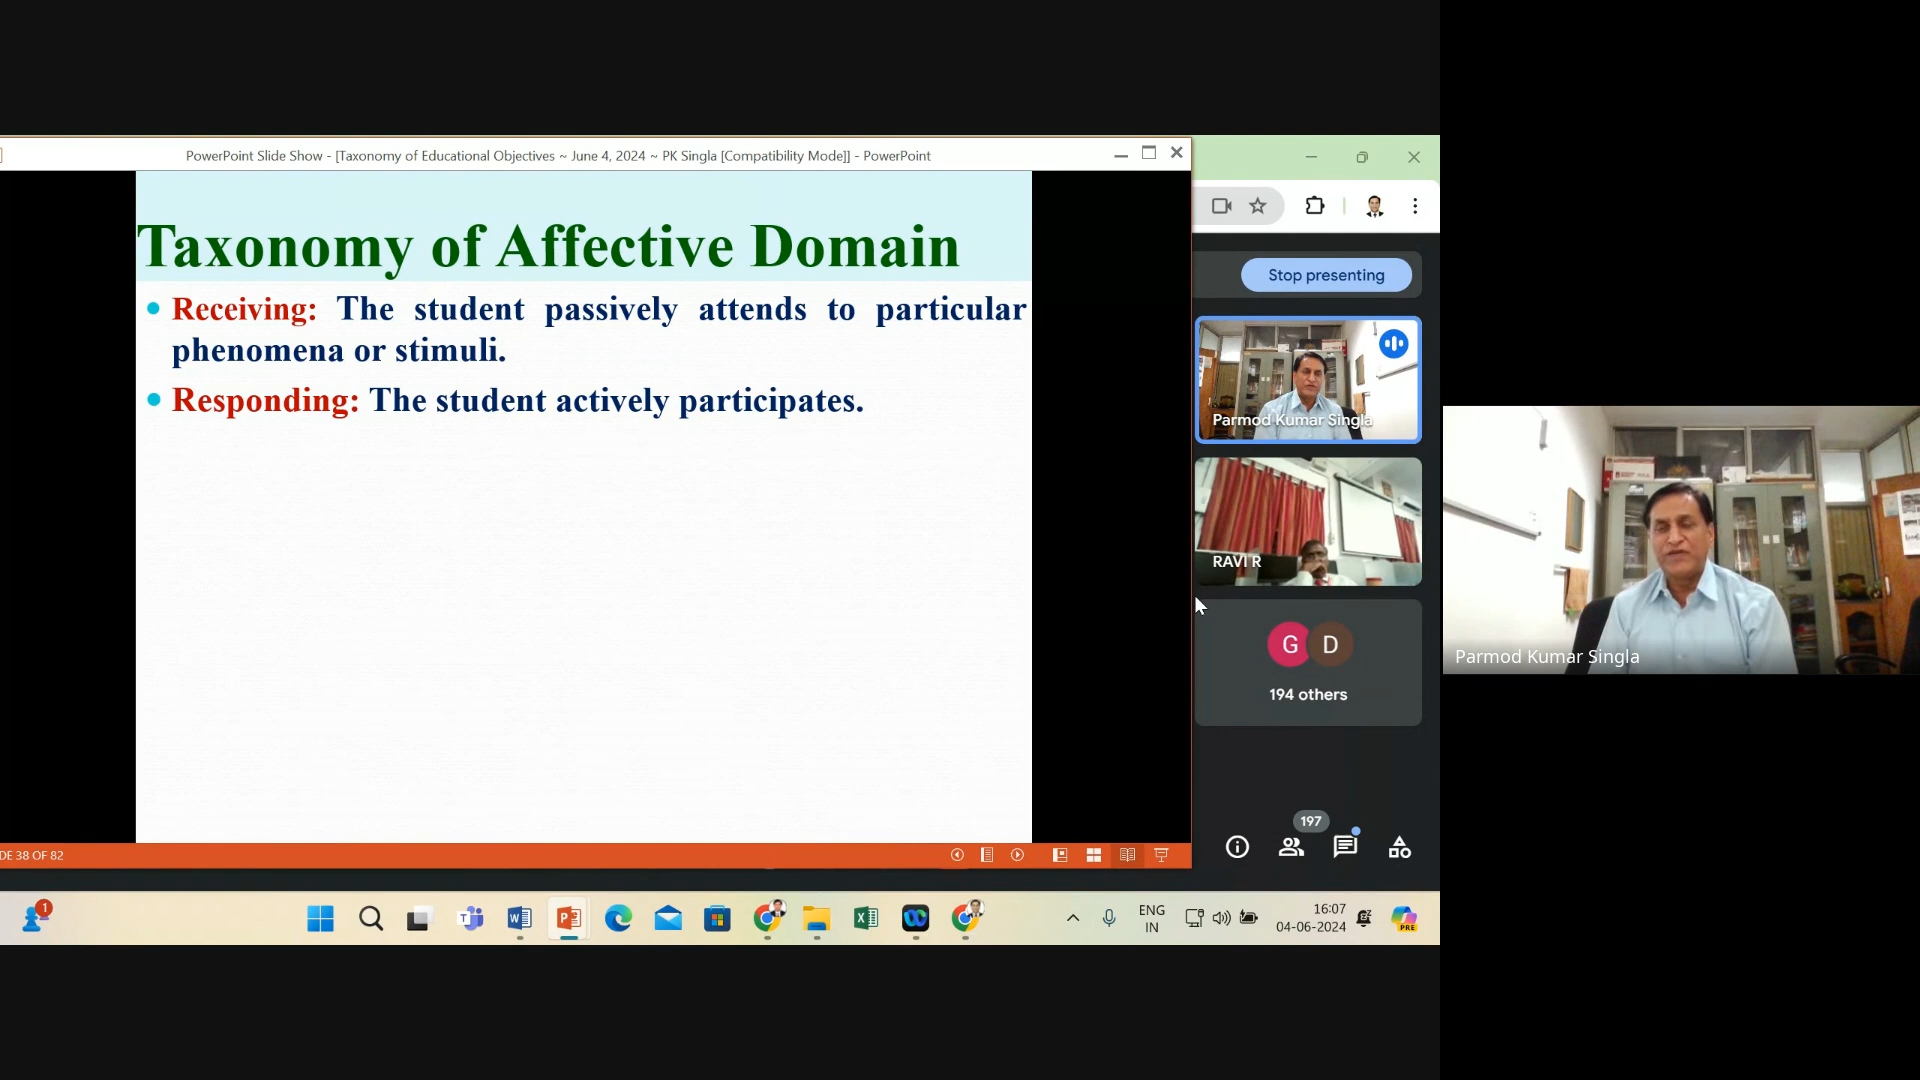 PowerPoint Slide Show - [Taxonomy of Educational Objectives ~ June 4, 2024 ~ PK Singla [Compatibility Mode]] - PowerPoint
Taxonomy of Affective Domain
Receiving: The student passively attends to particular
phenomena or stimuli.
Responding: The student actively participates.
Stop presenting
Parmod Kumar Singla
RAVI R
G D
194 others
197
Parmod Kumar Singla
DE 38 OF 82
1
ENG
IN
16:07
04-06-2024
PRE